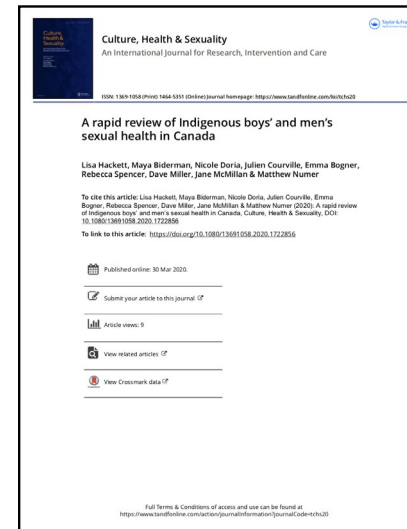 Taylor & Fra
Culture,
Health &
Sexuality
Culture, Health & Sexuality
An International Journal for Research, Intervention and Care
ISSN: 1369-1058 (Print) 1464-5351 (Online) Journal homepage: https://www.tandfonline.com/loi/tchs20
A rapid review of Indigenous boys' and men's
sexual health in Canada
Lisa Hackett, Maya Biderman, Nicole Doria, Julien Courville, Emma Bogner,
Rebecca Spencer, Dave Miller, Jane McMillan & Matthew Numer
To cite this article: Lisa Hackett, Maya Biderman, Nicole Doria, Julien Courville, Emma
Bogner, Rebecca Spencer, Dave Miller, Jane McMillan & Matthew Numer (2020): A rapid review
of Indigenous boys' and men's sexual health in Canada, Culture, Health & Sexuality, DOI:
10.1080/13691058.2020.1722856
To link to this article: https://doi.org/10.1080/13691058.2020.1722856
Published online: 30 Mar 2020.
Submit your article to this journal
Article views: 9
View related articles
View Crossmark data
Full Terms & Conditions of access and use can be found at
https://www.tandfonline.com/action/journalInformation?journalCode=tchs20